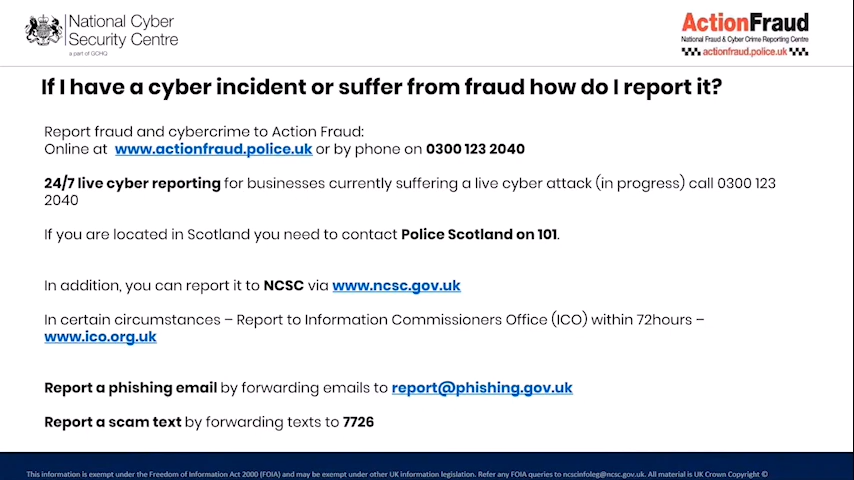 National Cyber
Security Centre
a part of GCHQ
ActionFraud
National Fraud & Cyber Crime Reporting Centre
actionfraud.police.uk
If I have a cyber incident or suffer from fraud how do I report it?
Report fraud and cybercrime to Action Fraud:
Online at www.actionfraud.police.uk or by phone on 0300 123 2040
24/7 live cyber reporting for businesses currently suffering a live cyber attack (in progress) call 0300 123
2040
If you are located in Scotland you need to contact Police Scotland on 101.
In addition, you can report it to NCSC via www.ncsc.gov.uk
In certain circumstances – Report to Information Commissioners Office (ICO) within 72hours –
www.ico.org.uk
Report a phishing email by forwarding emails to report@phishing.gov.uk
Report a scam text by forwarding texts to 7726
This information is exempt under the Freedom of Information Act 2000 (FOIA) and may be exempt under other UK information legislation. Refer any FOIA queries to ncscinfoleg@ncsc.gov.uk. All material is UK Crown Copyright ©